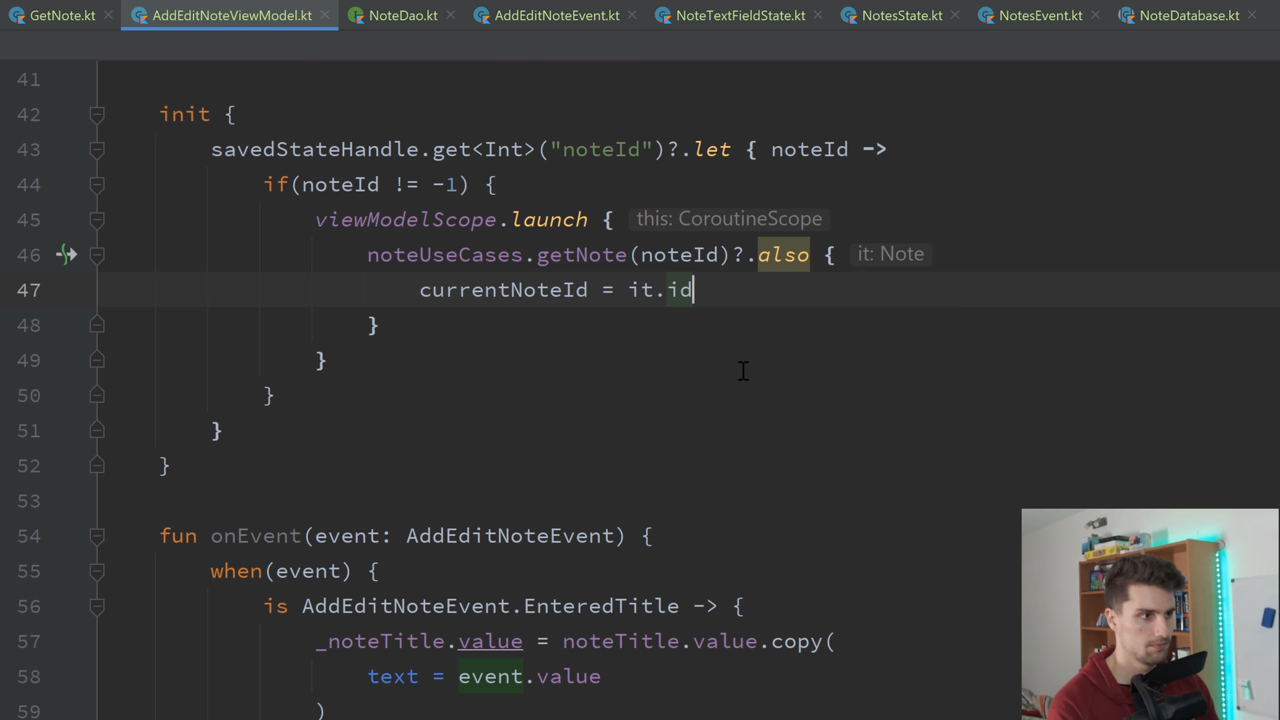 GetNote.kt AddEditNoteViewModel.kt NoteDao.kt AddEditNoteEvent.kt NoteTextFieldState.kt NotesState.kt NotesEvent.kt NoteDatabase.kt
41
42 init {
43 savedStateHandle.get<Int>("noteId")?.let { noteId ->
44 if(noteId != -1) {
45 viewModelScope.launch { this: CoroutineScope
46 noteUseCases.getNote(noteId)?.also { it: Note
47 currentNoteId = it.id
48 }
49 }
50 }
51 }
52 }
53
54 fun onEvent(event: AddEditNoteEvent) {
55 when(event) {
56 is AddEditNoteEvent.EnteredTitle -> {
57 _noteTitle.value = noteTitle.value.copy(
58 text = event.value
59 )